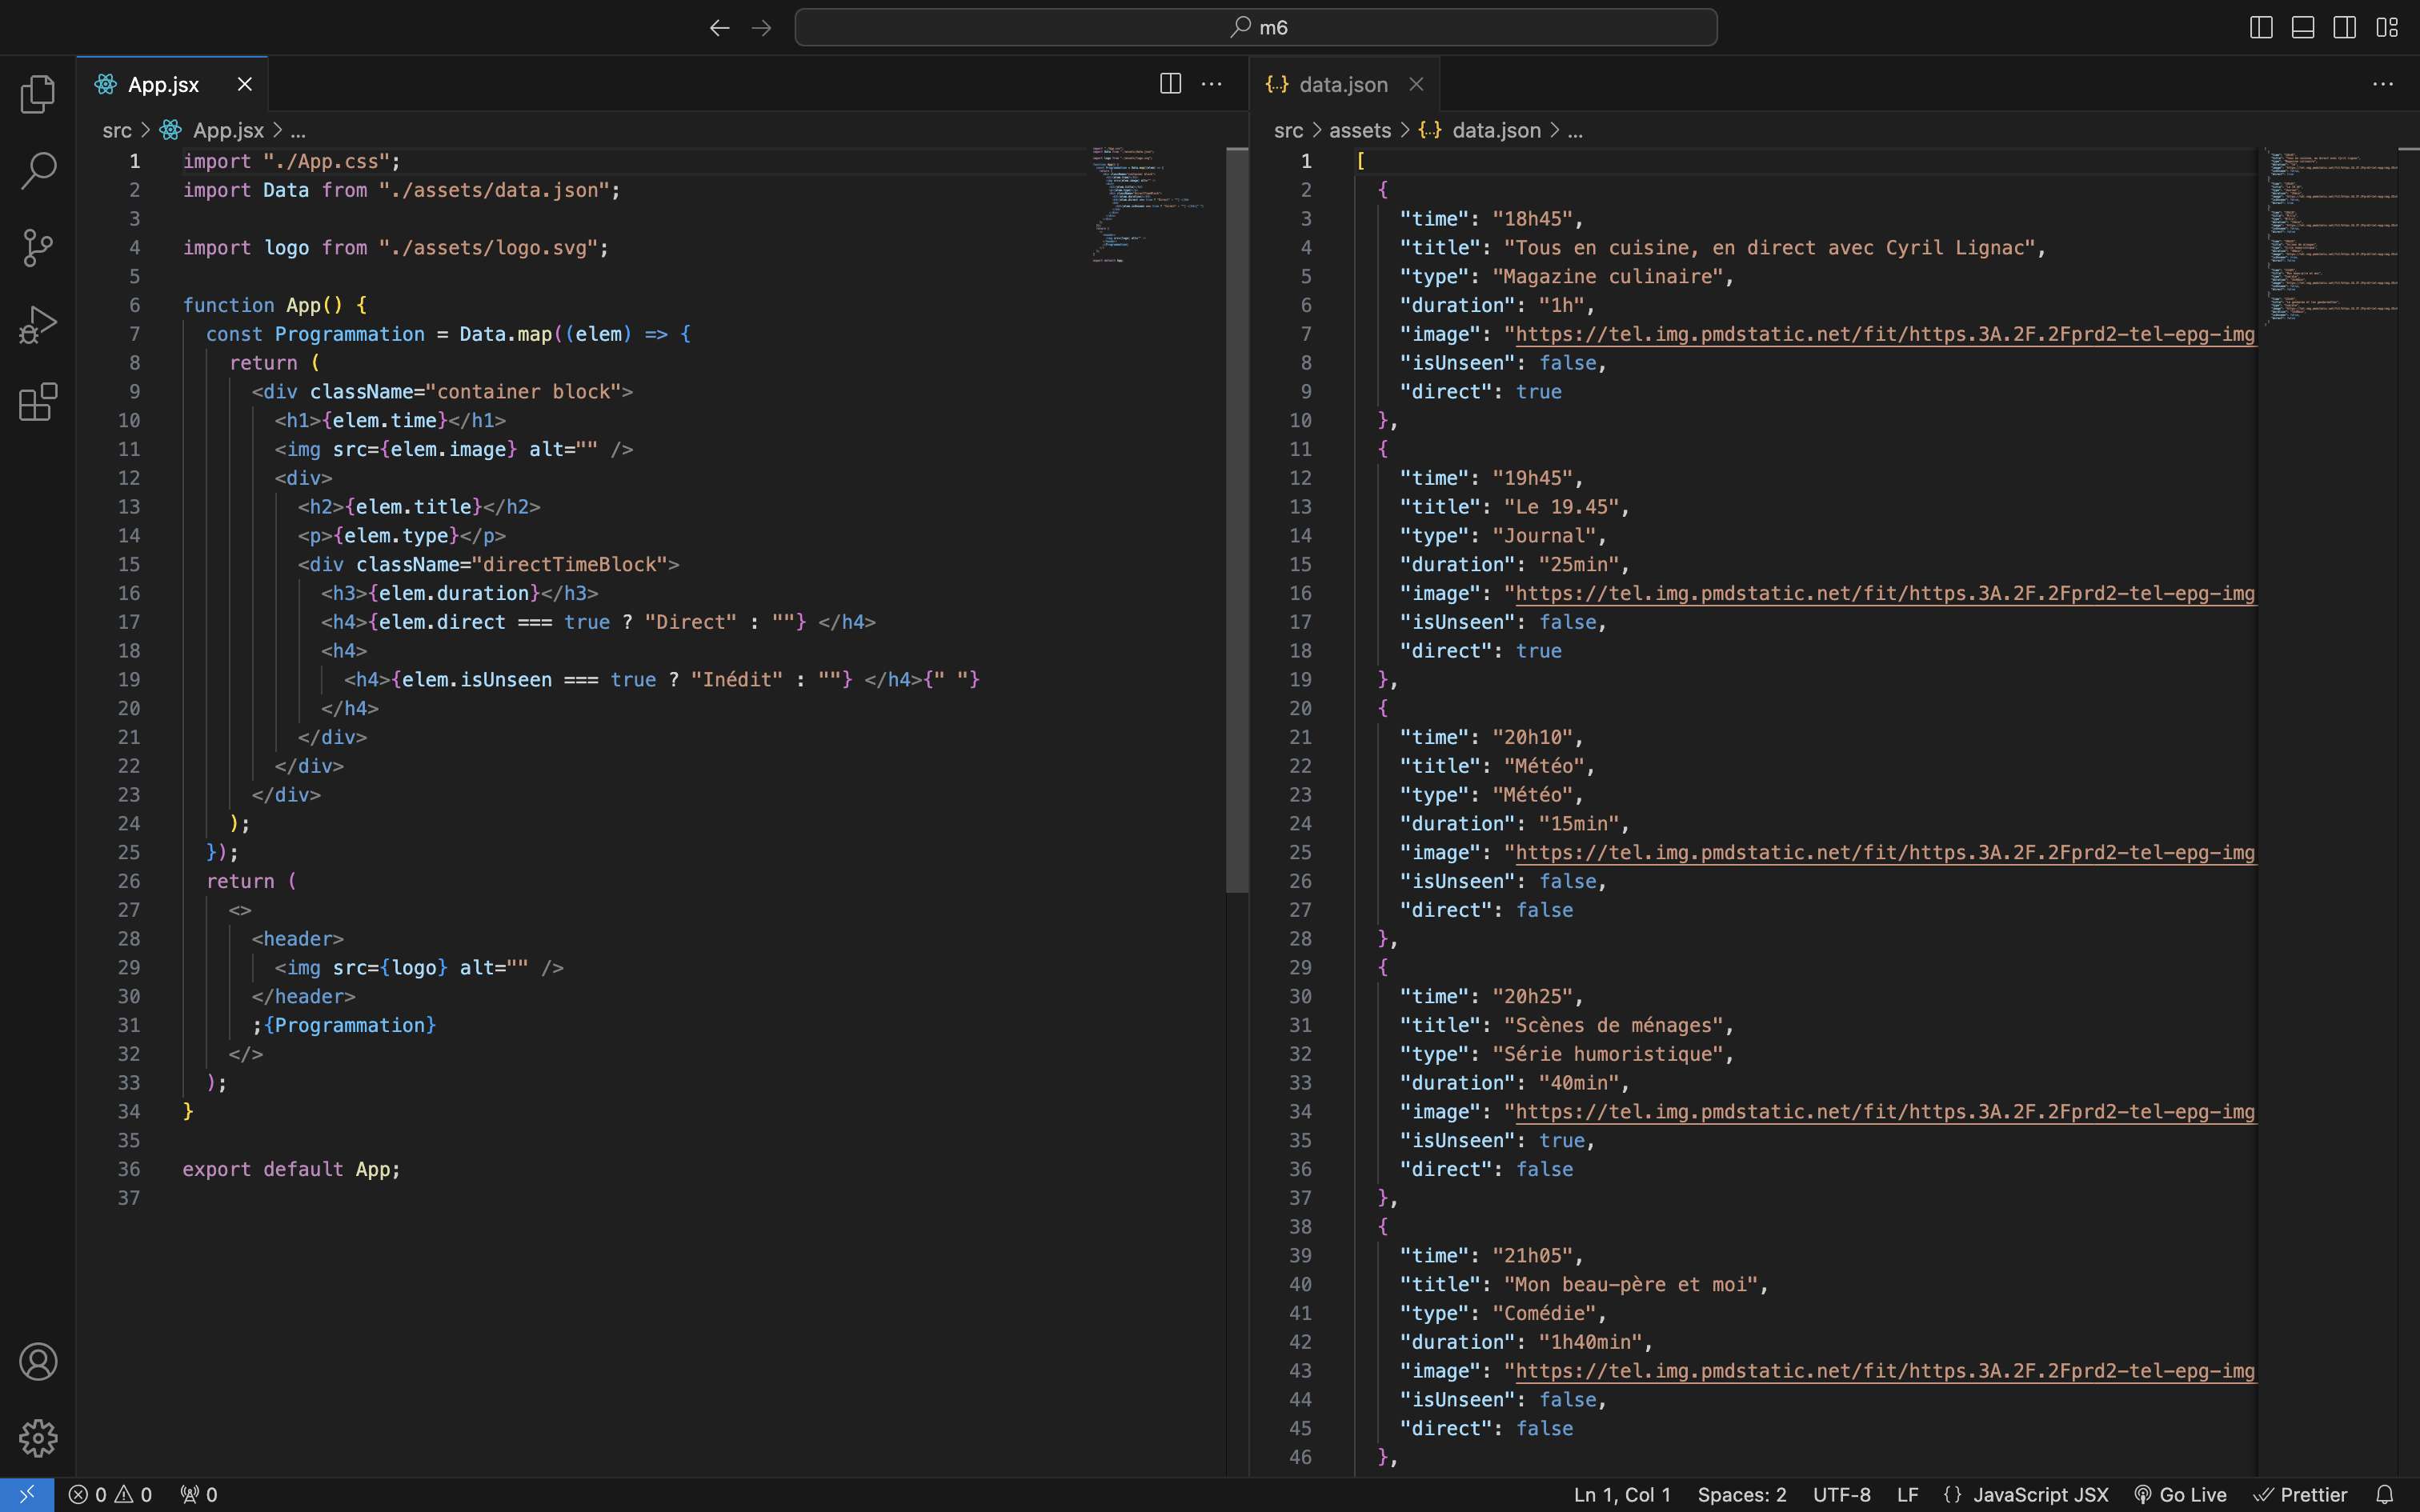 m6
App.jsx
src > App.jsx > ...
1 import "./App.css";
2 import Data from "./assets/data.json";
3
4 import logo from "./assets/logo.svg";
5
6 function App() {
7 const Programmation = Data.map((elem) => {
8 return (
9 <div className="container block">
10 <h1>{elem.time}</h1>
11 <img src={elem.image} alt="" />
12 <div>
13 <h2>{elem.title}</h2>
14 <p>{elem.type}</p>
15 <div className="directTimeBlock">
16 <h3>{elem.duration}</h3>
17 <h4>{elem.direct === true ? "Direct" : ""} </h4>
18 <h4>
19 <h4>{elem.isUnseen === true ? "Inédit" : ""} </h4>{" "}
20 </h4>
21 </div>
22 </div>
23 </div>
24 );
25 });
26 return (
27 <>
28 <header>
29 <img src={logo} alt="" />
30 </header>
31 ;{Programmation}
32 </>
33 );
34 }
35
36 export default App;
37
data.json
src > assets > data.json > ...
1 [
2 {
3 "time": "18h45",
4 "title": "Tous en cuisine, en direct avec Cyril Lignac",
5 "type": "Magazine culinaire",
6 "duration": "1h",
7 "image": "https://tel.img.pmdstatic.net/fit/https.3A.2F.2Fprd2-tel-epg-img
8 "isUnseen": false,
9 "direct": true
10 },
11 {
12 "time": "19h45",
13 "title": "Le 19.45",
14 "type": "Journal",
15 "duration": "25min",
16 "image": "https://tel.img.pmdstatic.net/fit/https.3A.2F.2Fprd2-tel-epg-img
17 "isUnseen": false,
18 "direct": true
19 },
20 {
21 "time": "20h10",
22 "title": "Météo",
23 "type": "Météo",
24 "duration": "15min",
25 "image": "https://tel.img.pmdstatic.net/fit/https.3A.2F.2Fprd2-tel-epg-img
26 "isUnseen": false,
27 "direct": false
28 },
29 {
30 "time": "20h25",
31 "title": "Scènes de ménages",
32 "type": "Série humoristique",
33 "duration": "40min",
34 "image": "https://tel.img.pmdstatic.net/fit/https.3A.2F.2Fprd2-tel-epg-img
35 "isUnseen": true,
36 "direct": false
37 },
38 {
39 "time": "21h05",
40 "title": "Mon beau-père et moi",
41 "type": "Comédie",
42 "duration": "1h40min",
43 "image": "https://tel.img.pmdstatic.net/fit/https.3A.2F.2Fprd2-tel-epg-img
44 "isUnseen": false,
45 "direct": false
46 },
0 0 0 Ln 1, Col 1 Spaces: 2 UTF-8 LF {} JavaScript JSX Go Live Prettier